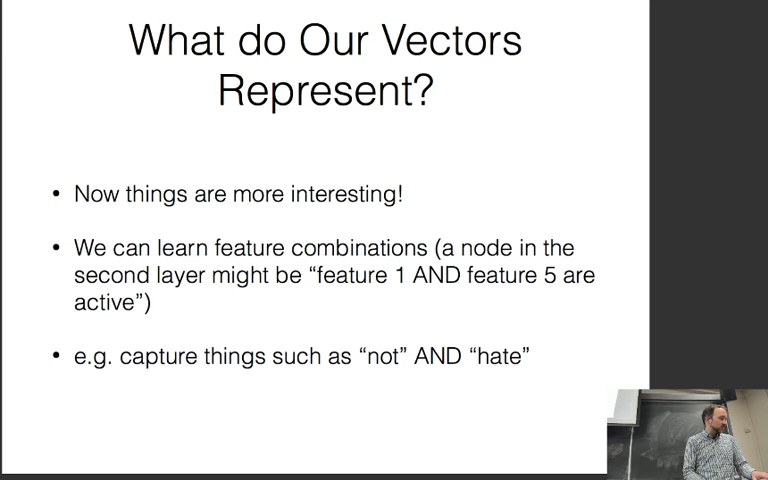 What do Our Vectors
Represent?
• Now things are more interesting!
• We can learn feature combinations (a node in the
second layer might be “feature 1 AND feature 5 are
active”)
• e.g. capture things such as “not” AND “hate”